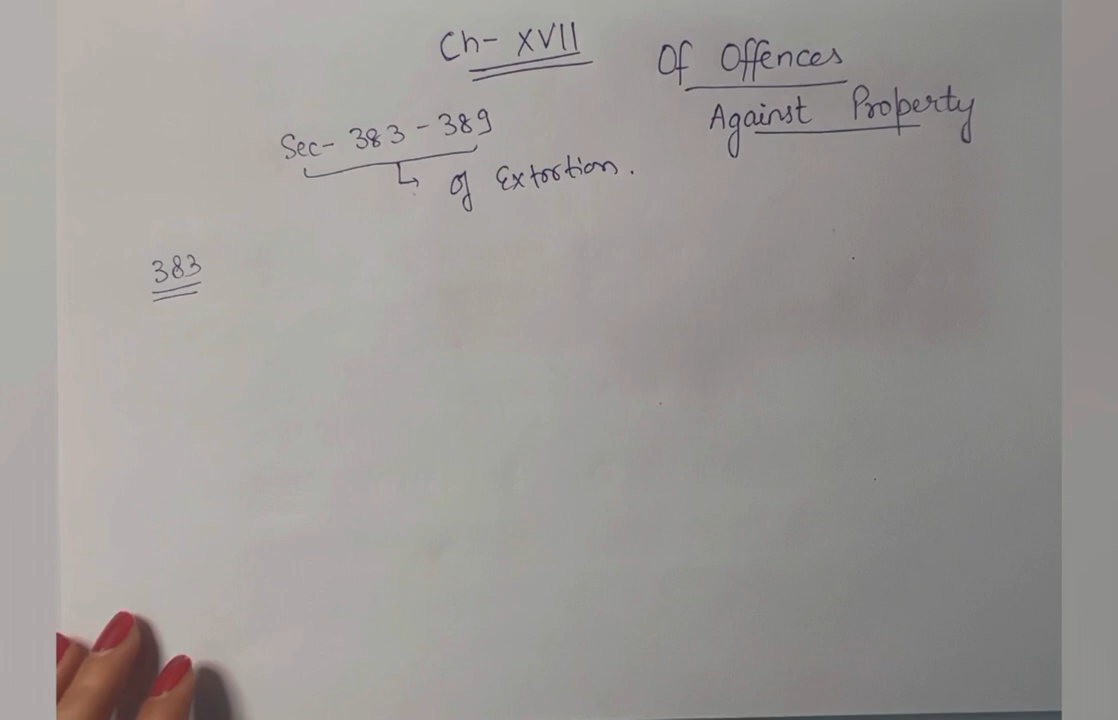 Ch- XVII
Of Offences
Against Property
Sec- 383 - 389
↳ of Extortion.
383